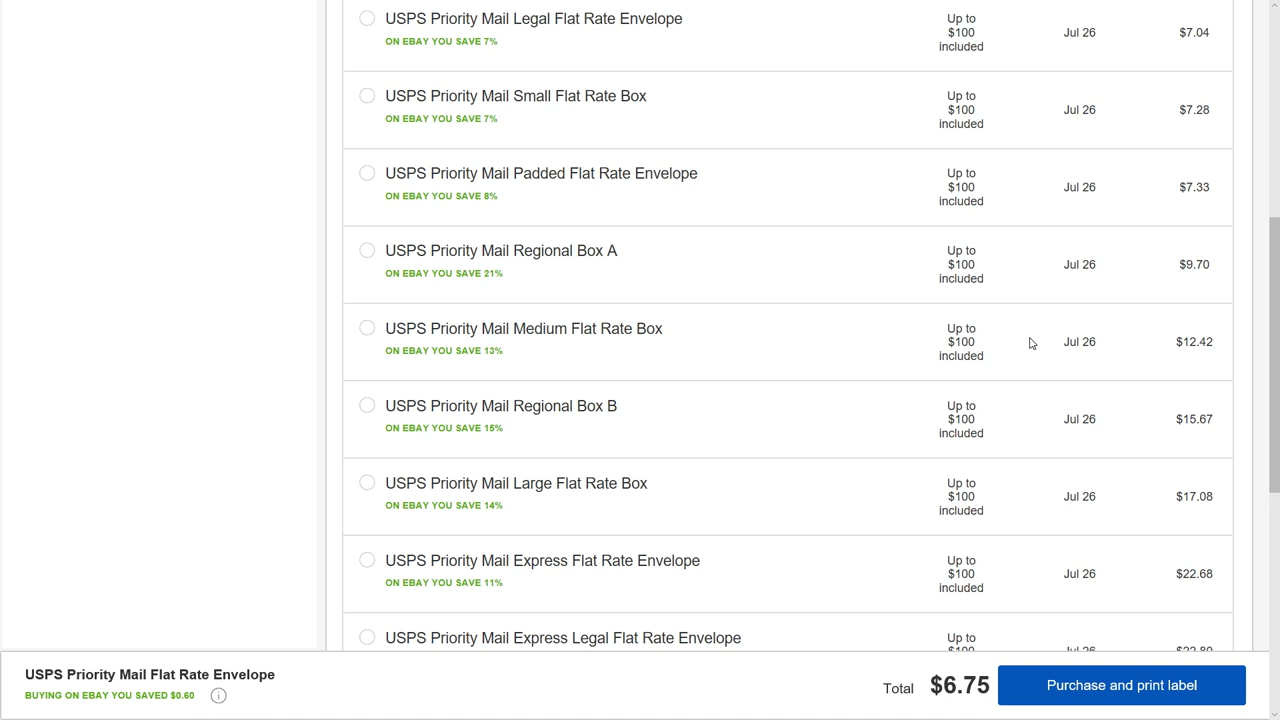 USPS Priority Mail Legal Flat Rate Envelope
ON EBAY YOU SAVE 7%
Up to
$100
included
Jul 26
$7.04
USPS Priority Mail Small Flat Rate Box
ON EBAY YOU SAVE 7%
Up to
$100
included
Jul 26
$7.28
USPS Priority Mail Padded Flat Rate Envelope
ON EBAY YOU SAVE 8%
Up to
$100
included
Jul 26
$7.33
USPS Priority Mail Regional Box A
ON EBAY YOU SAVE 21%
Up to
$100
included
Jul 26
$9.70
USPS Priority Mail Medium Flat Rate Box
ON EBAY YOU SAVE 13%
Up to
$100
included
Jul 26
$12.42
USPS Priority Mail Regional Box B
ON EBAY YOU SAVE 15%
Up to
$100
included
Jul 26
$15.67
USPS Priority Mail Large Flat Rate Box
ON EBAY YOU SAVE 14%
Up to
$100
included
Jul 26
$17.08
USPS Priority Mail Express Flat Rate Envelope
ON EBAY YOU SAVE 11%
Up to
$100
included
Jul 26
$22.68
USPS Priority Mail Express Legal Flat Rate Envelope
Up to
$100
Jul 26
$22.80
USPS Priority Mail Flat Rate Envelope
BUYING ON EBAY YOU SAVED $0.60
Total $6.75
Purchase and print label